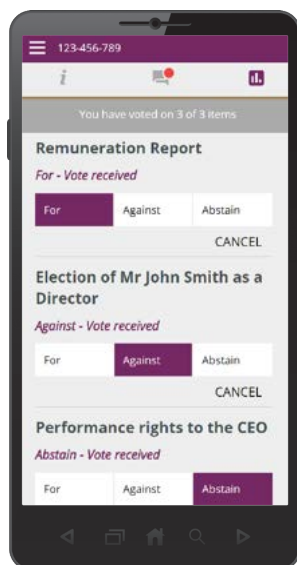 123-456-789
i
You have voted on 3 of 3 items
Remuneration Report
For - Vote received
For Against Abstain
CANCEL
Election of Mr John Smith as a
Director
Against - Vote received
For Against Abstain
CANCEL
Performance rights to the CEO
Abstain - Vote received
For Against Abstain